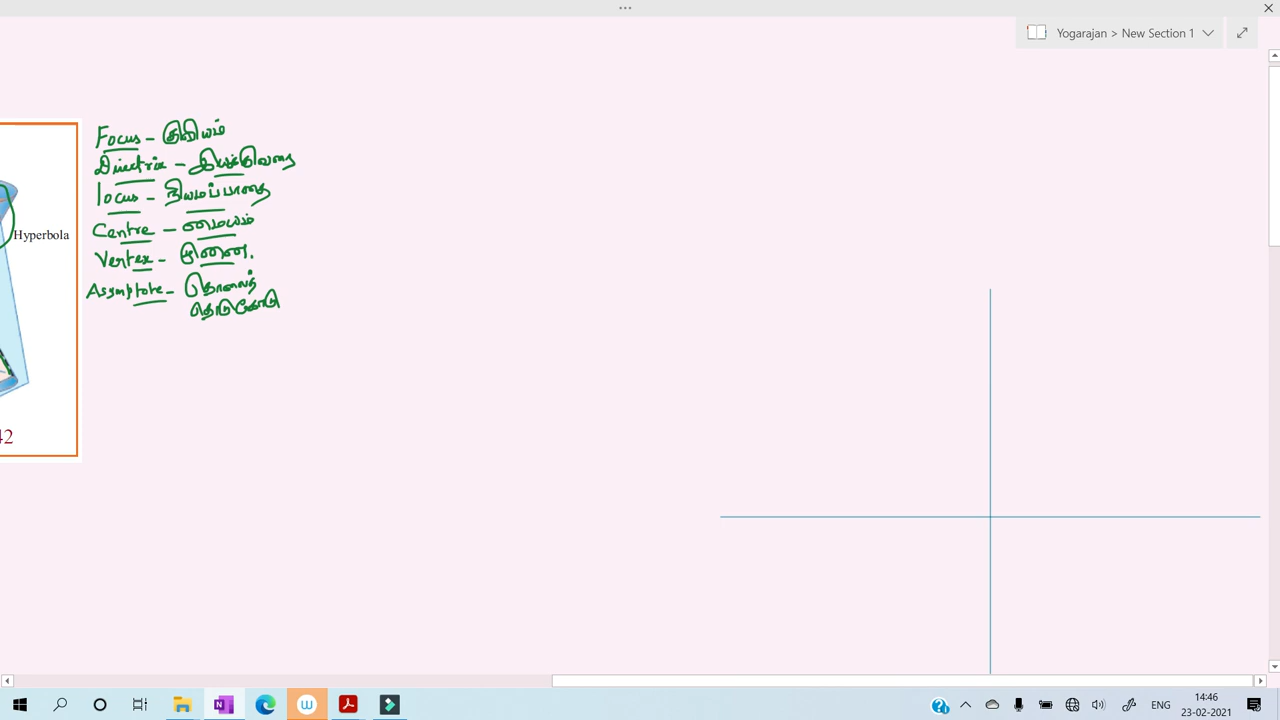 Yogarajan > New Section 1
Focus - குவியம்
Directrix - இயக்குவரை
locus - நியமப்பாதை
Centre - மையம்
Hyperbola
Vertex - முனை.
Assymptote - தொலைத்
தொடுகோடு
42
?
W
ENG
14:46
23-02-2021